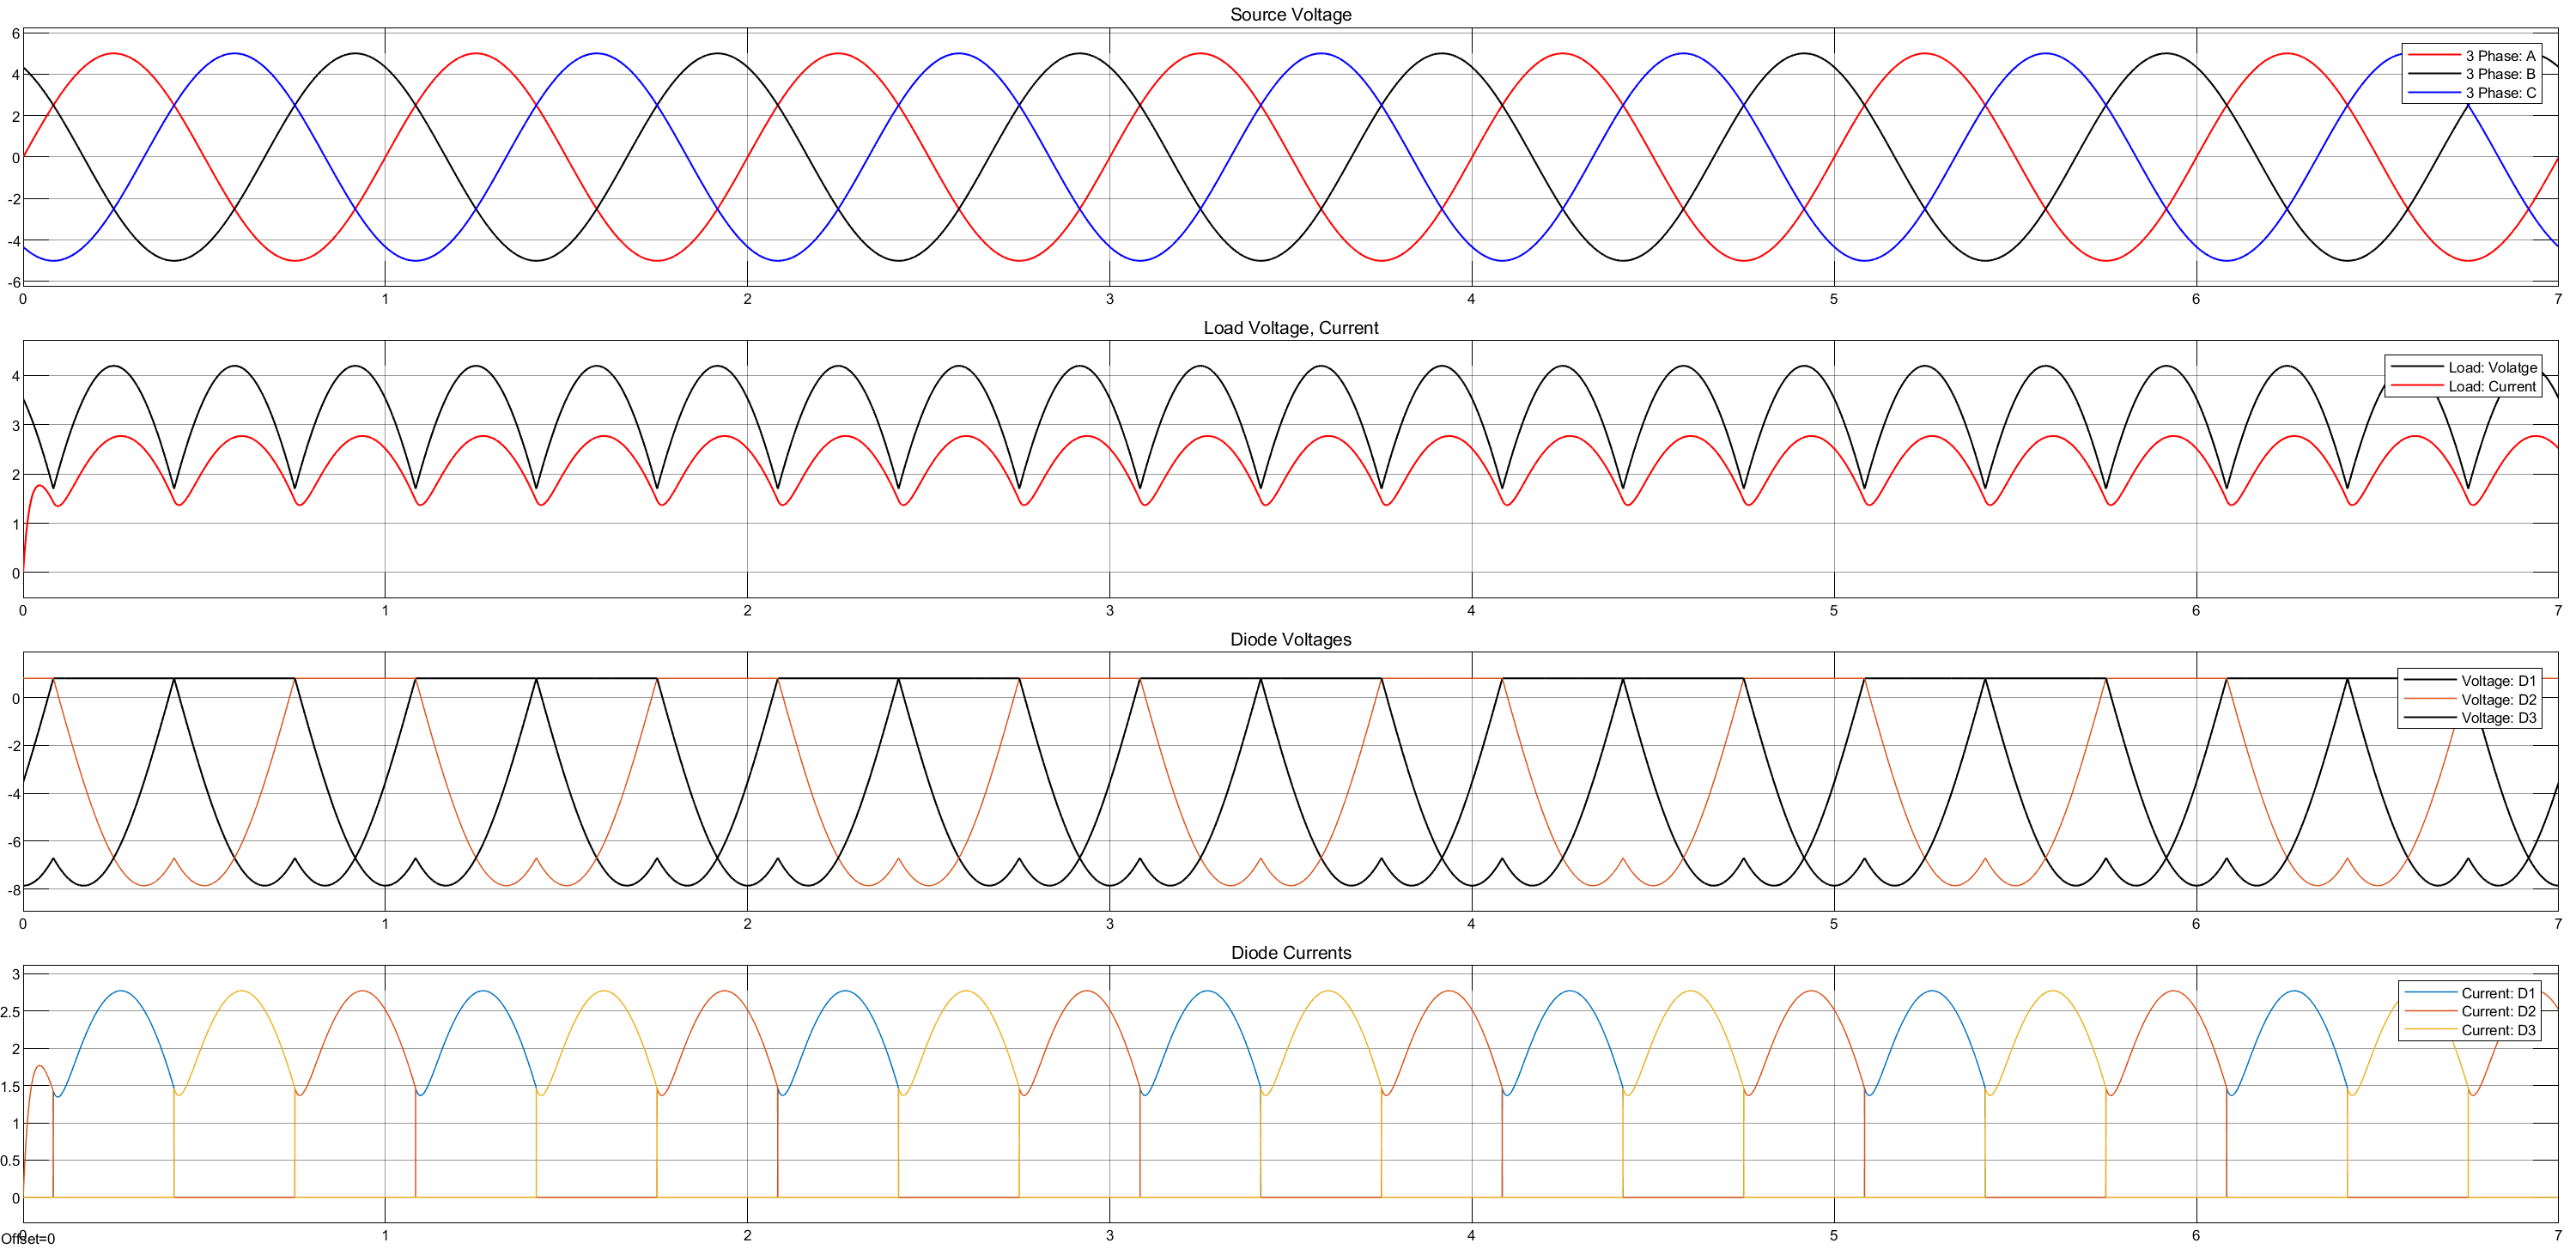 Source Voltage
6
4
2
0
-2
-4
-6
3 Phase: A
3 Phase: B
3 Phase: C
0 1 2 3 4 5 6 7
Load Voltage, Current
4
3
2
1
0
Load: Volatge
Load: Current
0 1 2 3 4 5 6 7
Diode Voltages
0
-2
-4
-6
-8
Voltage: D1
Voltage: D2
Voltage: D3
0 1 2 3 4 5 6 7
Diode Currents
3
2.5
2
1.5
1
0.5
0
Current: D1
Current: D2
Current: D3
0 1 2 3 4 5 6 7
Offset=0